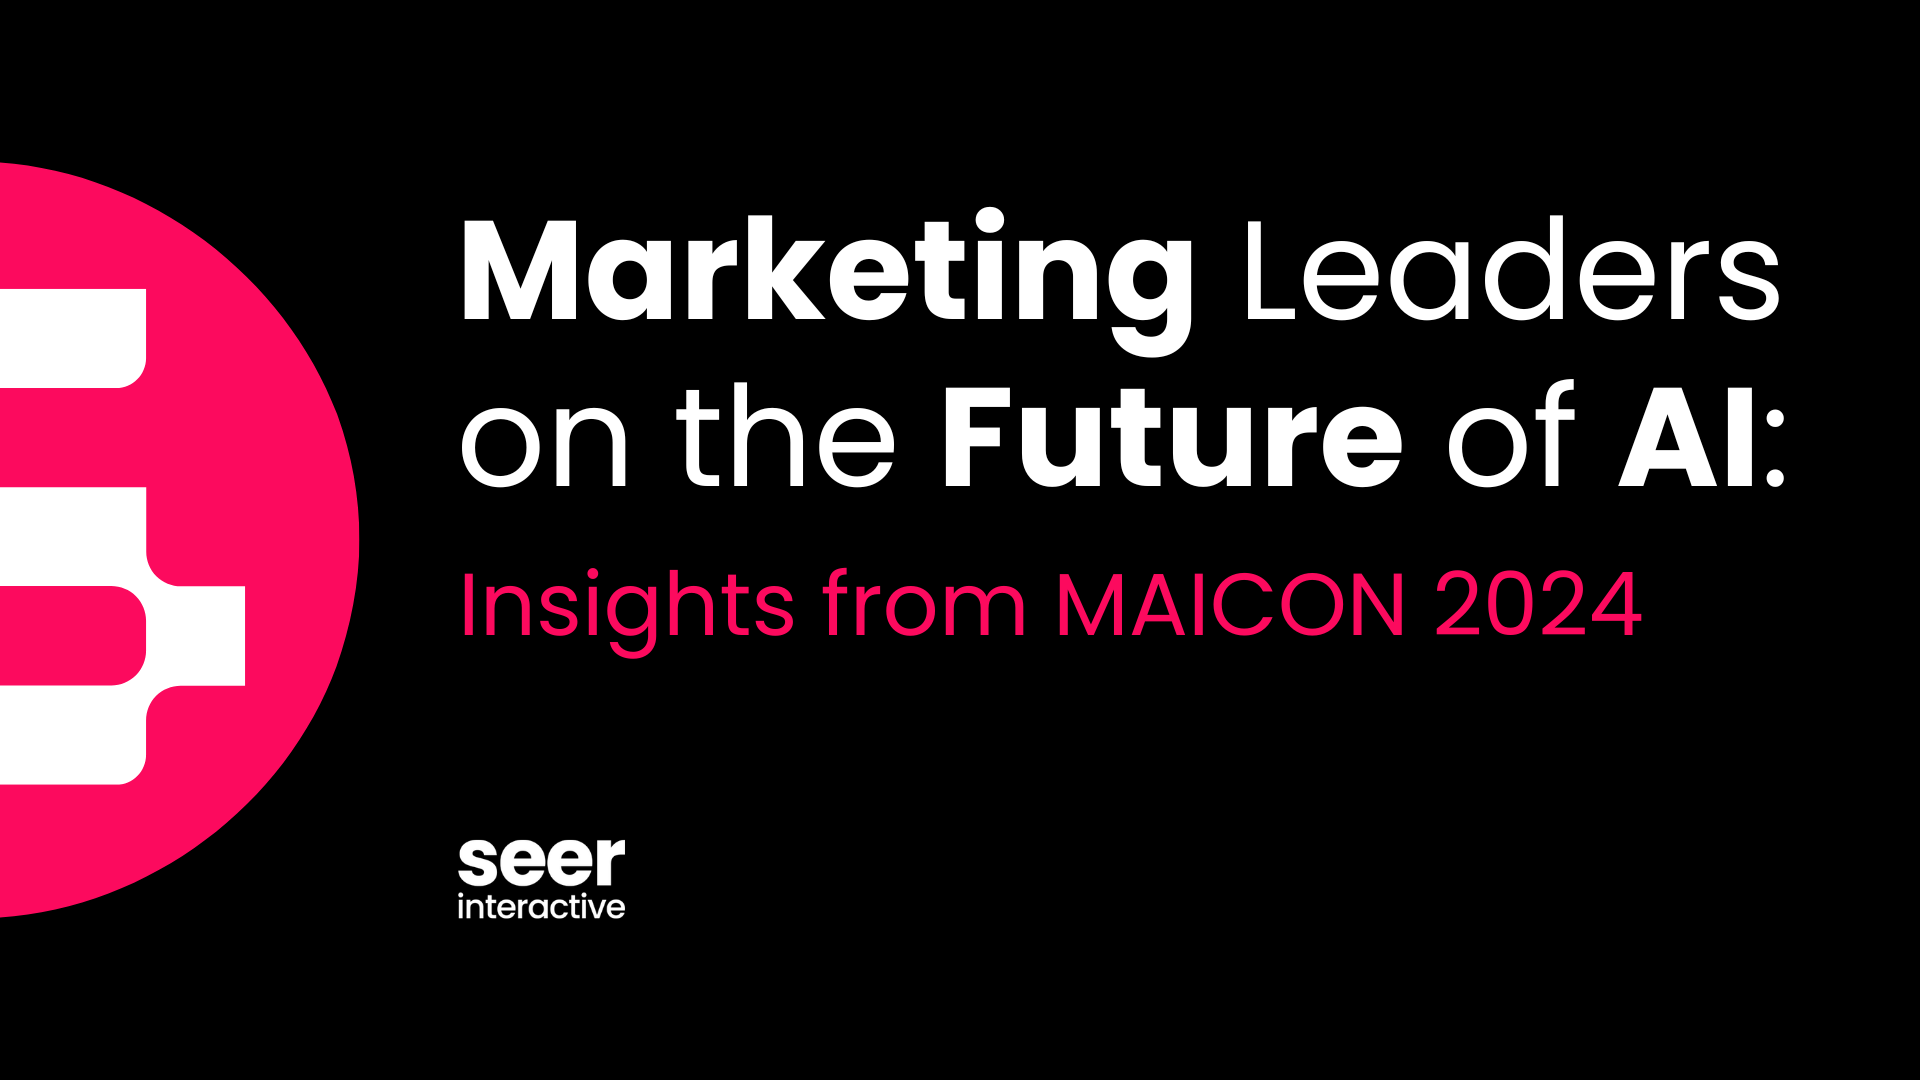 Marketing Leaders
on the Future of AI:
Insights from MAICON 2024
seer
interactive